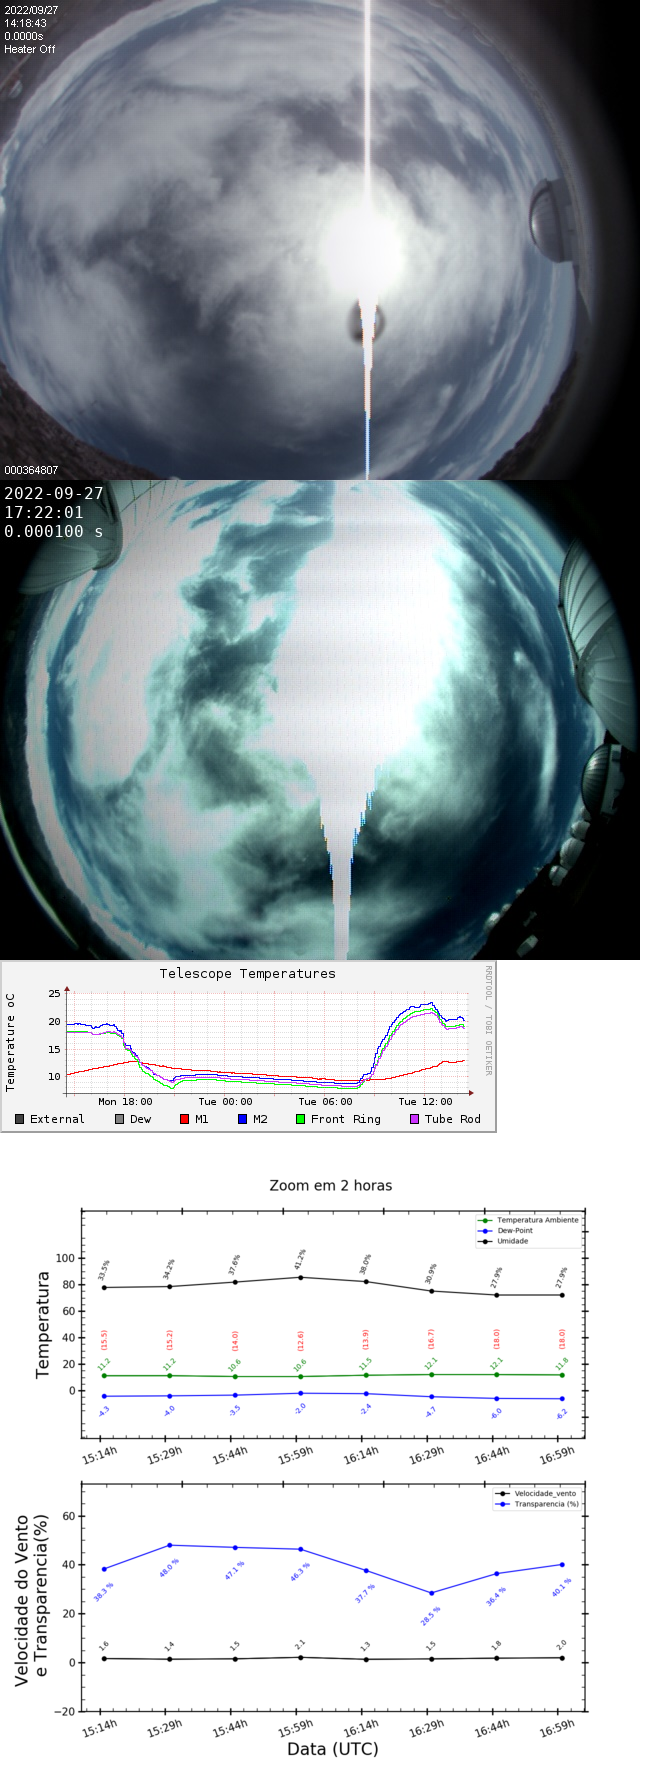 2022/09/27
14:18:43
0.0000s
Heater Off
000364807
2022-09-27
17:22:01
0.000100 s
Telescope Temperatures
RRDTOOL / TOBI OETIKER
Temperature oC
25
20
15
10
Mon 18:00 Tue 00:00 Tue 06:00 Tue 12:00
External Dew M1 M2 Front Ring Tube Rod
Zoom em 2 horas
Temperatura Ambiente
Dew-Point
Umidade
Temperatura
100
80
60
40
20
0
33.5% 34.2% 37.6% 41.2% 38.0% 30.9% 27.9% 27.9%
(15.5) (15.2) (14.0) (12.6) (13.9) (16.7) (18.0) (18.0)
11.2 11.2 10.6 10.6 11.5 12.1 12.1 11.8
-4.3 -4.0 -3.5 -2.0 -2.4 -4.7 -6.0 -6.2
15:14h 15:29h 15:44h 15:59h 16:14h 16:29h 16:44h 16:59h
Velocidade_vento
Transparencia (%)
Velocidade do Vento
e Transparencia(%)
60
40
20
0
−20
38.3 % 48.0 % 47.1 % 46.3 % 37.7 % 28.5 % 36.4 % 40.1 %
1.6 1.4 1.5 2.1 1.3 1.5 1.8 2.0
15:14h 15:29h 15:44h 15:59h 16:14h 16:29h 16:44h 16:59h
Data (UTC)